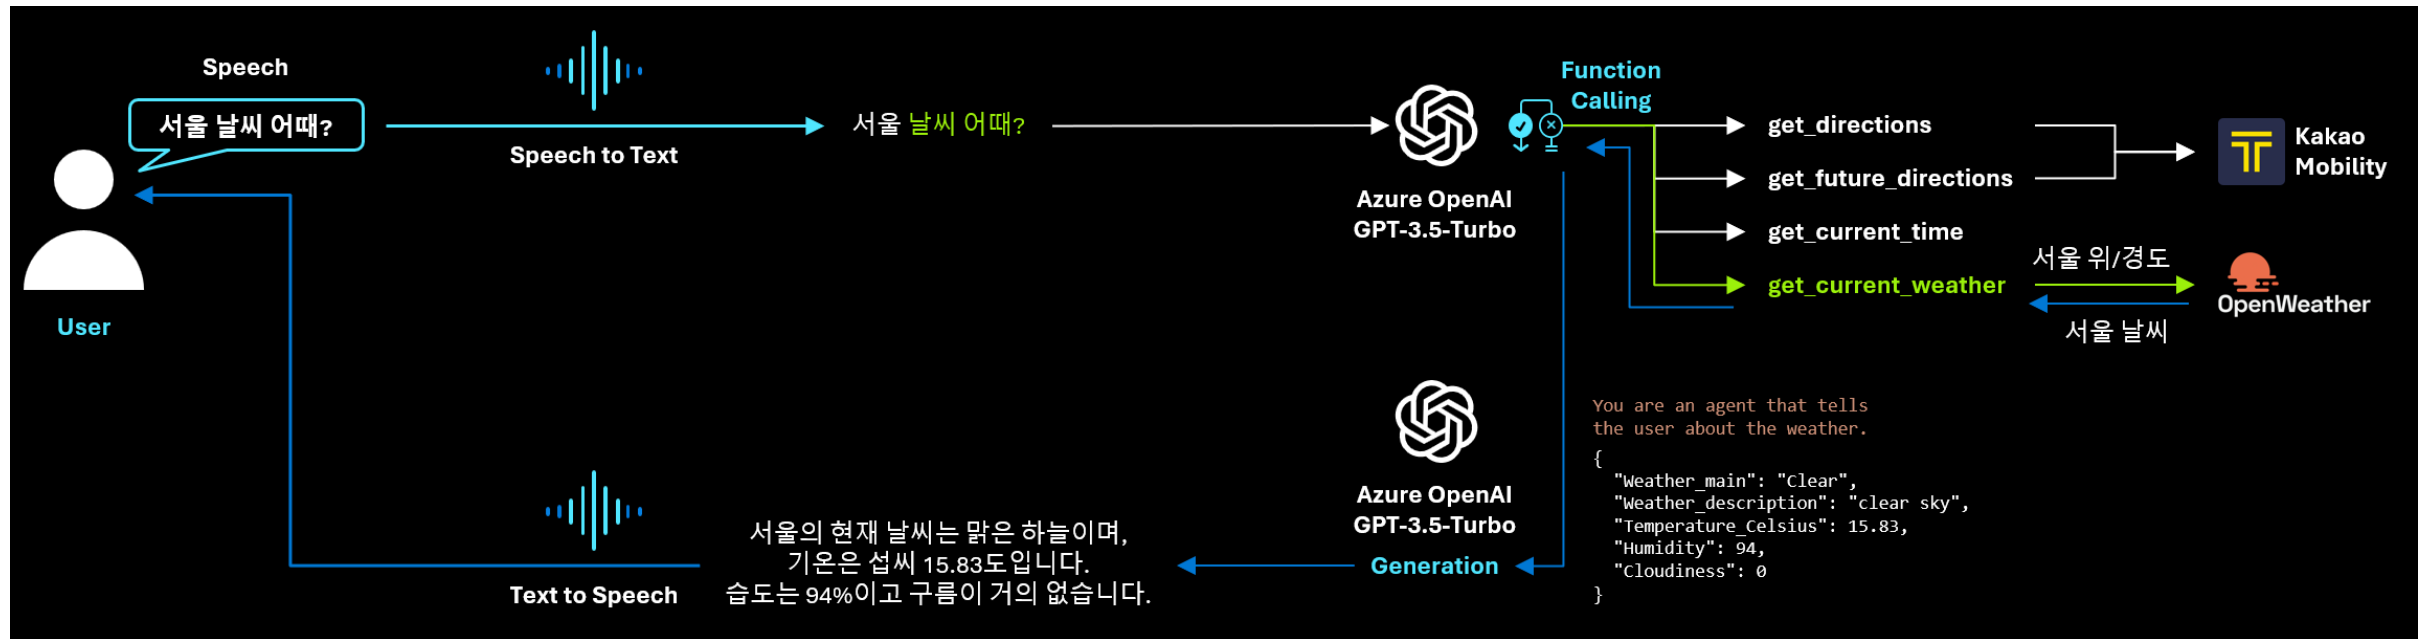 Speech
서울 날씨 어때?
User
Speech to Text
서울 날씨 어때?
Azure OpenAI
GPT-3.5-Turbo
Function
Calling
get_directions
get_future_directions
get_current_time
get_current_weather
Kakao
Mobility
서울 위/경도
OpenWeather
서울 날씨
You are an agent that tells
the user about the weather.
{
"Weather_main": "Clear",
"Weather_description": "clear sky",
"Temperature_Celsius": 15.83,
"Humidity": 94,
"Cloudiness": 0
}
Azure OpenAI
GPT-3.5-Turbo
Generation
서울의 현재 날씨는 맑은 하늘이며,
기온은 섭씨 15.83도입니다.
습도는 94%이고 구름이 거의 없습니다.
Text to Speech